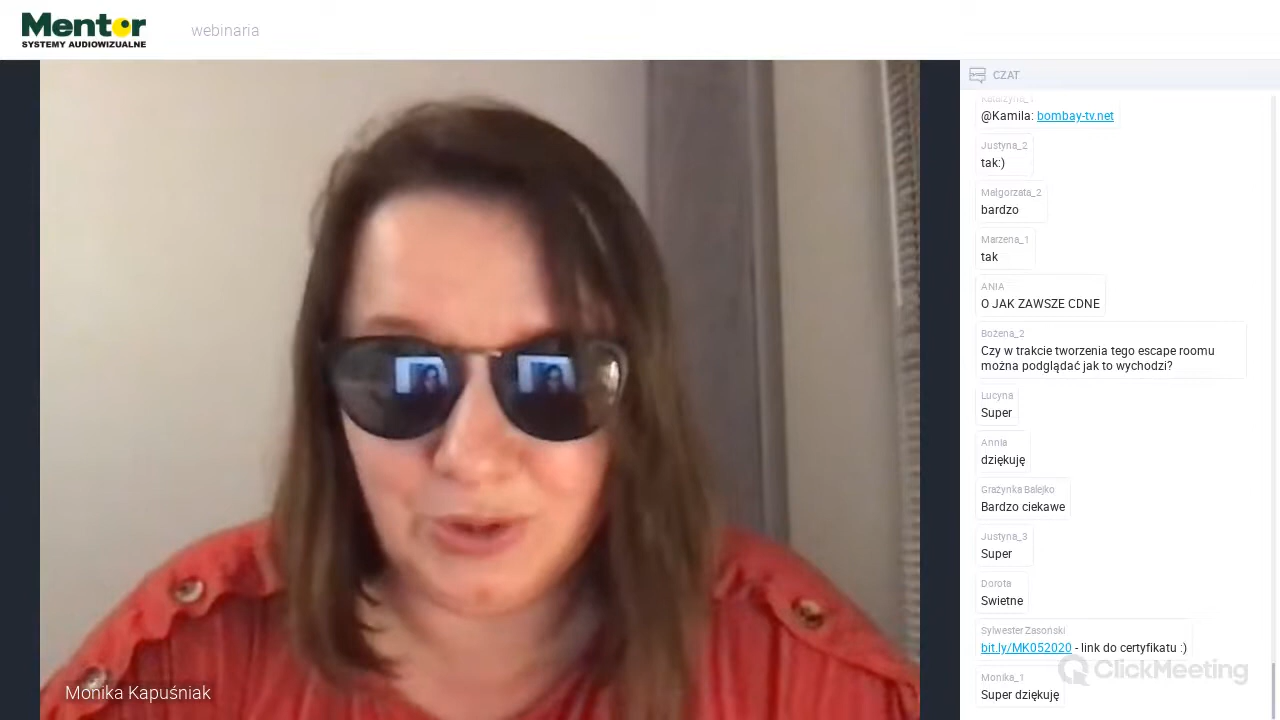 Mentor
SYSTEMY AUDIOWIZUALNE
webinaria
CZAT
Katarzyna_1
@Kamila: bombay-tv.net
Justyna_2
tak:)
Małgorzata_2
bardzo
Marzena_1
tak
ANIA
O JAK ZAWSZE CDNE
Bożena_2
Czy w trakcie tworzenia tego escape roomu
można podglądać jak to wychodzi?
Lucyna
Super
Annia
dziękuję
Grażynka Balejko
Bardzo ciekawe
Justyna_3
Super
Dorota
Swietne
Sylwester Zasoński
bit.ly/MK052020 - link do certyfikatu :)
Monika_1
Super dziękuję
ClickMeeting
Monika Kapuśniak